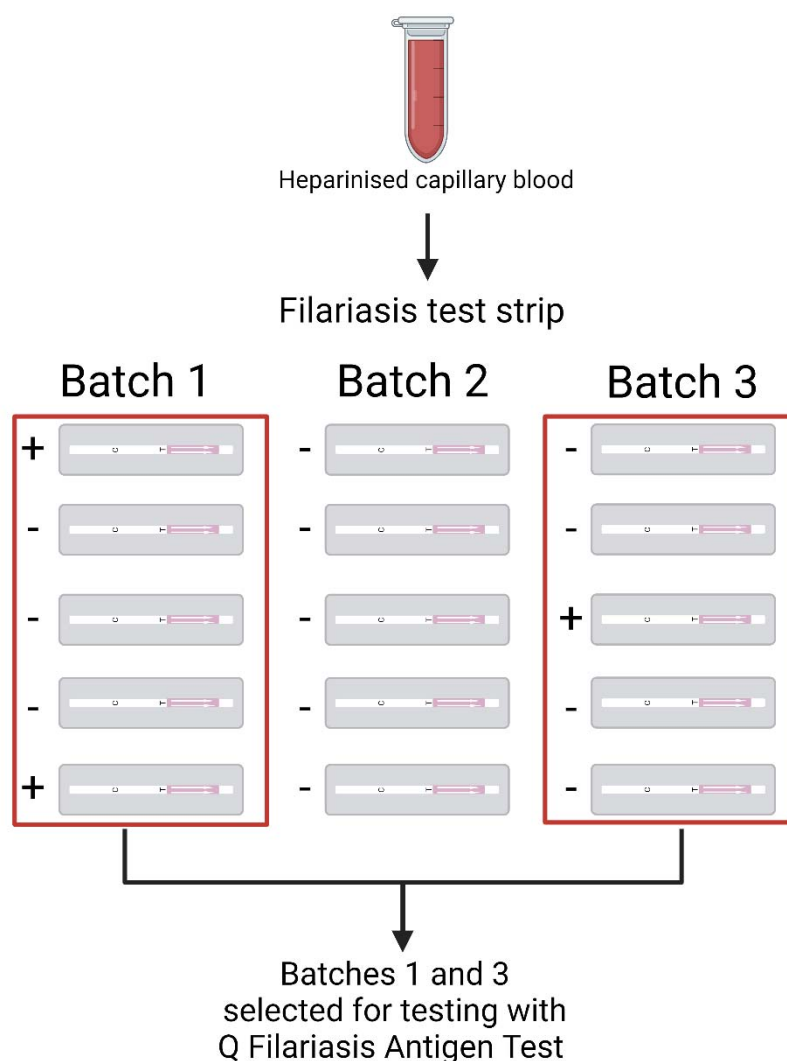 Heparinised capillary blood
Filariasis test strip
Batch 1 Batch 2 Batch 3
+ C T - C T - C T
- C T - C T - C T
- C T - C T + C T
- C T - C T - C T
+ C T - C T - C T
Batches 1 and 3
selected for testing with
Q Filariasis Antigen Test